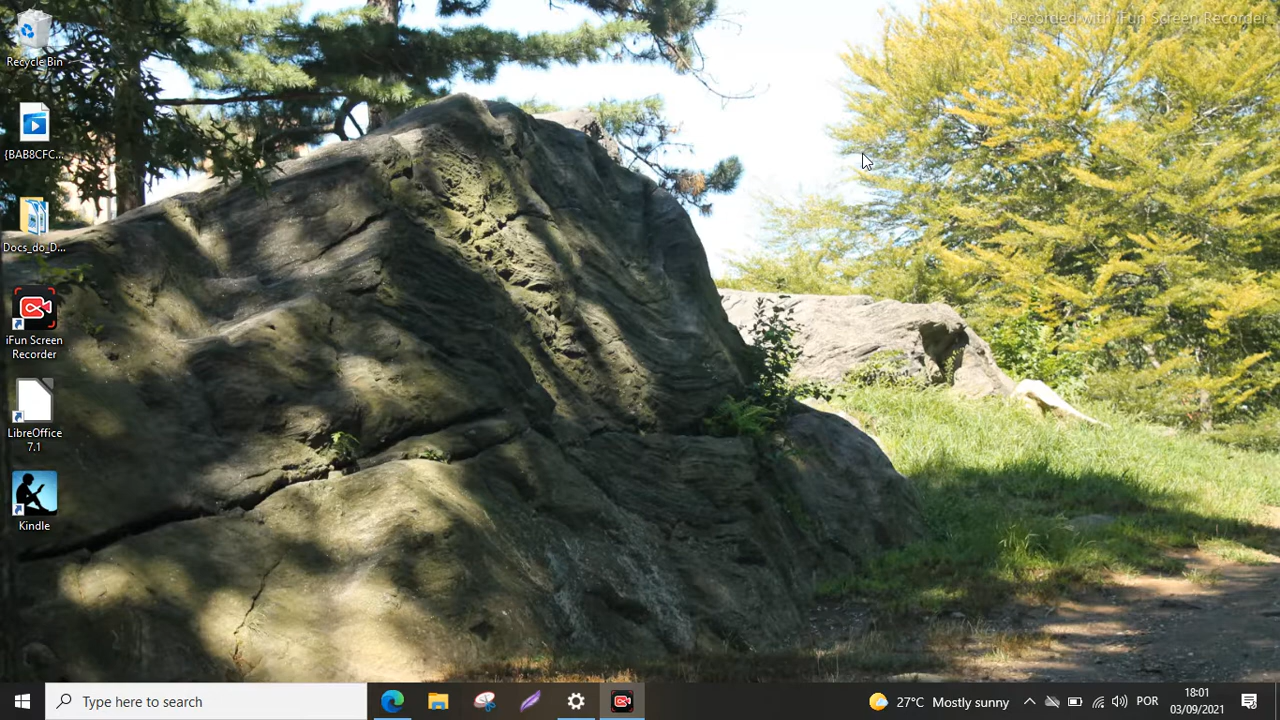 Recorded with iFun Screen Recorder
Recycle Bin
{BAB8CFC...
Docs_do_D...
iFun Screen
Recorder
LibreOffice
7.1
Kindle
Type here to search
27°C Mostly sunny
POR
18:01
03/09/2021